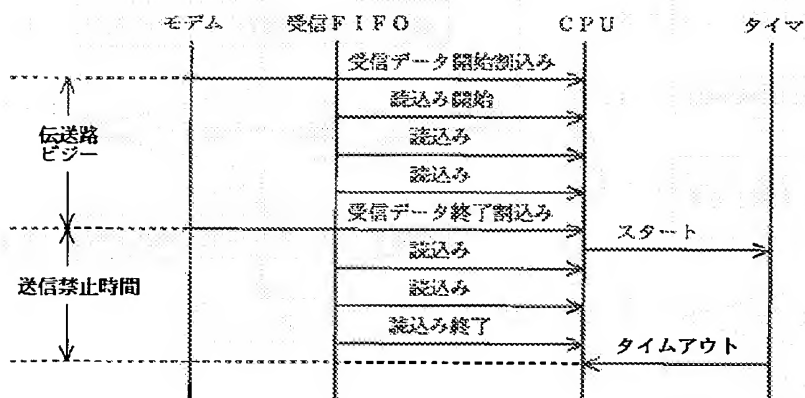 モデム 受信ＦＩＦＯ ＣＰＵ タイマ
受信データ開始割込み
読込み開始
伝送路
ビジー
読込み
読込み
受信データ終了割込み
スタート
読込み
送信禁止時間
読込み
読込み終了
タイムアウト